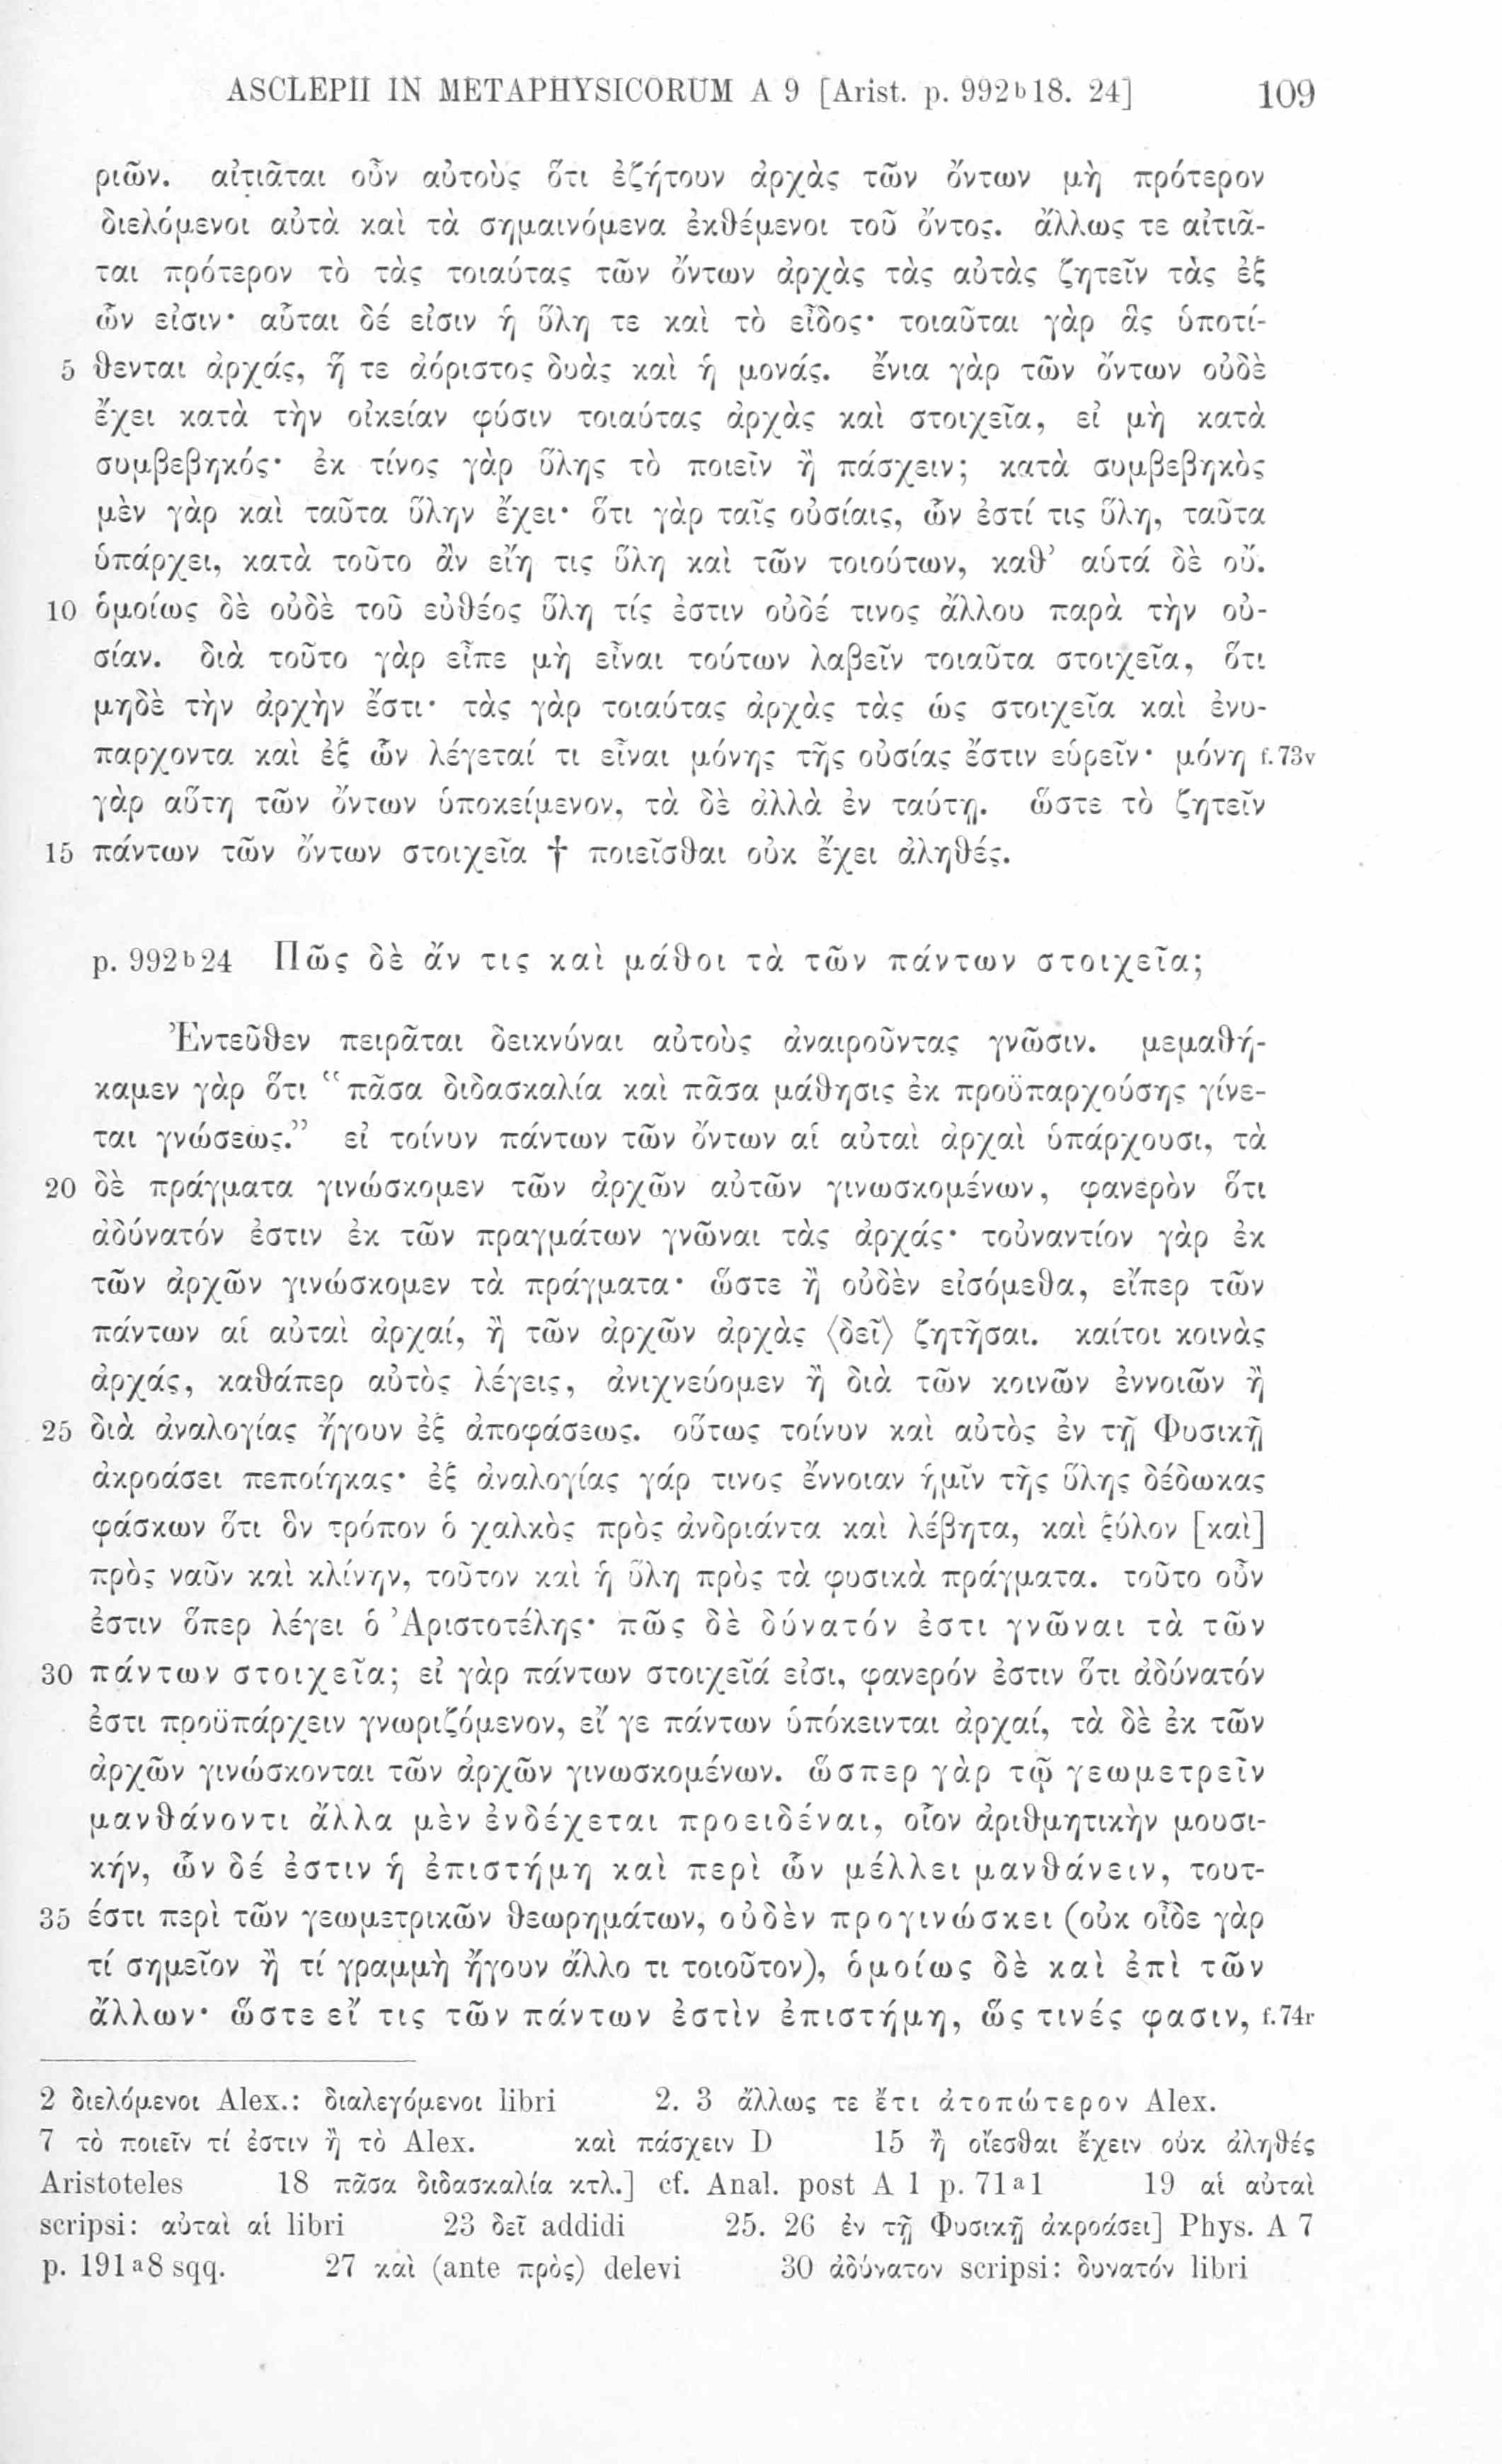 ASCLEPII IN METAPHYSICORUM A 9 [Arist. p. 992ᵇ18. 24] 109
ριῶν. αἰτιᾶται οὖν αὐτοὺς ὅτι ἐζήτουν ἀρχὰς τῶν ὄντων μὴ πρότερον
διελόμενοι αὐτὰ καὶ τὰ σημαινόμενα ἐκθέμενοι τοῦ ὄντος. ἄλλως τε αἰτιᾶ-
ται πρότερον τὸ τὰς τοιαύτας τῶν ὄντων ἀρχὰς τὰς αὐτὰς ζητεῖν τὰς ἐξ
ὧν εἰσιν· αὗται δέ εἰσιν ἡ ὕλη τε καὶ τὸ εἶδος· τοιαῦται γὰρ ἃς ὑποτί-
5 θενται ἀρχάς, ἥ τε ἀόριστος δυὰς καὶ ἡ μονάς. ἔνια γὰρ τῶν ὄντων οὐδὲ
ἔχει κατὰ τὴν οἰκείαν φύσιν τοιαύτας ἀρχὰς καὶ στοιχεῖα, εἰ μὴ κατὰ
συμβεβηκός· ἐκ τίνος γὰρ ὕλης τὸ ποιεῖν ἢ πάσχειν; κατὰ συμβεβηκὸς
μὲν γὰρ καὶ ταῦτα ὕλην ἔχει· ὅτι γὰρ ταῖς οὐσίαις, ὧν ἐστί τις ὕλη, ταῦτα
ὑπάρχει, κατὰ τοῦτο ἂν εἴη τις ὕλη καὶ τῶν τοιούτων, καθ’ αὑτά δὲ οὔ.
10 ὁμοίως δὲ οὐδὲ τοῦ εὐθέος ὕλη τίς ἐστιν οὐδέ τινος ἄλλου παρὰ τὴν οὐ-
σίαν. διὰ τοῦτο γὰρ εἶπε μὴ εἶναι τούτων λαβεῖν τοιαῦτα στοιχεῖα, ὅτι
μηδὲ τὴν ἀρχὴν ἔστι· τὰς γὰρ τοιαύτας ἀρχὰς τὰς ὡς στοιχεῖα καὶ ἐνυ-
παρχοντα καὶ ἐξ ὧν λέγεταί τι εἶναι μόνης τῆς οὐσίας ἔστιν εὑρεῖν· μόνη f. 73v
γὰρ αὕτη τῶν ὄντων ὑποκείμενον, τὰ δὲ ἀλλὰ ἐν ταύτῃ. ὥστε τὸ ζητεῖν
15 πάντων τῶν ὄντων στοιχεῖα † ποιεῖσθαι οὐκ ἔχει ἀληθές.
p. 992ᵇ24 Πῶς δὲ ἄν τις καὶ μάθοι τὰ τῶν πάντων στοιχεῖα;
Ἐντεῦθεν πειρᾶται δεικνύναι αὐτοὺς ἀναιροῦντας γνῶσιν. μεμαθή-
καμεν γὰρ ὅτι “πᾶσα διδασκαλία καὶ πᾶσα μάθησις ἐκ προϋπαρχούσης γίνε-
ται γνώσεως.” εἰ τοίνυν πάντων τῶν ὄντων αἱ αὐταὶ ἀρχαὶ ὑπάρχουσι, τὰ
20 δὲ πράγματα γινώσκομεν τῶν ἀρχῶν αὐτῶν γινωσκομένων, φανερὸν ὅτι
ἀδύνατόν ἐστιν ἐκ τῶν πραγμάτων γνῶναι τὰς ἀρχάς· τοὐναντίον γὰρ ἐκ
τῶν ἀρχῶν γινώσκομεν τὰ πράγματα· ὥστε ἢ οὐδὲν εἰσόμεθα, εἴπερ τῶν
πάντων αἱ αὐταὶ ἀρχαί, ἢ τῶν ἀρχῶν ἀρχὰς ⟨δεῖ⟩ ζητῆσαι. καίτοι κοινὰς
ἀρχάς, καθάπερ αὐτὸς λέγεις, ἀνιχνεύομεν ἢ διὰ τῶν κοινῶν ἐννοιῶν ἢ
25 διὰ ἀναλογίας ἤγουν ἐξ ἀποφάσεως. οὕτως τοίνυν καὶ αὐτὸς ἐν τῇ Φυσικῇ
ἀκροάσει πεποίηκας· ἐξ ἀναλογίας γάρ τινος ἔννοιαν ἡμῖν τῆς ὕλης δέδωκας
φάσκων ὅτι ὃν τρόπον ὁ χαλκὸς πρὸς ἀνδριάντα καὶ λέβητα, καὶ ξύλον [καὶ]
πρὸς ναῦν καὶ κλίνην, τοῦτον καὶ ἡ ὕλη πρὸς τὰ φυσικὰ πράγματα. τοῦτο οὖν
ἐστιν ὅπερ λέγει ὁ Ἀριστοτέλης· πῶς δὲ δύνατόν ἐστι γνῶναι τὰ τῶν
30 πάντων στοιχεῖα; εἰ γὰρ πάντων στοιχεῖά εἰσι, φανερόν ἐστιν ὅτι ἀδύνατόν
ἐστι προϋπάρχειν γνωριζόμενον, εἴ γε πάντων ὑπόκεινται ἀρχαί, τὰ δὲ ἐκ τῶν
ἀρχῶν γινώσκονται τῶν ἀρχῶν γινωσκομένων. ὥσπερ γὰρ τῷ γεωμετρεῖν
μανθάνοντι ἄλλα μὲν ἐνδέχεται προειδέναι, οἷον ἀριθμητικὴν μουσι-
κήν, ὧν δέ ἐστιν ἡ ἐπιστήμη καὶ περὶ ὧν μέλλει μανθάνειν, τουτ-
35 έστι περὶ τῶν γεωμετρικῶν θεωρημάτων, οὐδὲν προγινώσκει (οὐκ οἶδε γὰρ
τί σημεῖον ἢ τί γραμμὴ ἤγουν ἄλλο τι τοιοῦτον), ὁμοίως δὲ καὶ ἐπὶ τῶν
ἄλλων· ὥστε εἴ τις τῶν πάντων ἐστὶν ἐπιστήμη, ὥς τινές φασιν, f. 74r
2 διελόμενοι Alex.: διαλεγόμενοι libri 2. 3 ἄλλως τε ἔτι ἀτοπώτερον Alex.
7 τὸ ποιεῖν τί ἐστιν ἢ τὸ Alex. καὶ πάσχειν D 15 ἢ οἴεσθαι ἔχειν οὐκ ἀληθές
Aristoteles 18 πᾶσα διδασκαλία κτλ.] cf. Anal. post A 1 p. 71ᵃ1 19 αἱ αὐταὶ
scripsi: αὐταὶ αἱ libri 23 δεῖ addidi 25. 26 ἐν τῇ Φυσικῇ ἀκροάσει] Phys. A 7
p. 191ᵃ8 sqq. 27 καὶ (ante πρὸς) delevi 30 ἀδύνατον scripsi: δυνατόν libri